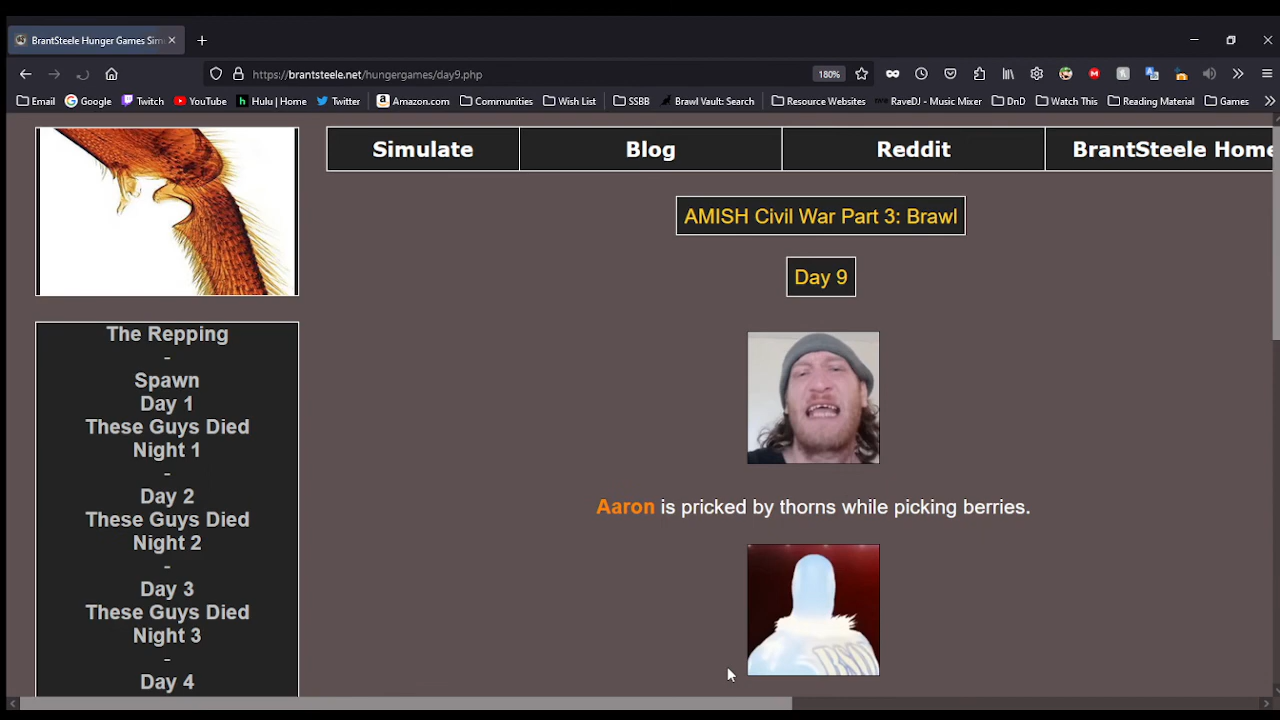 BrantSteele Hunger Games Sim
https://brantsteele.net/hungergames/day9.php
180%
Email Google Twitch YouTube Hulu | Home Twitter Amazon.com Communities Wish List SSBB Brawl Vault: Search Resource Websites RaveDJ - Music Mixer DnD Watch This Reading Material Games
Simulate Blog Reddit BrantSteele Home
AMISH Civil War Part 3: Brawl
Day 9
The Repping
-
Spawn
Day 1
These Guys Died
Night 1
-
Day 2
These Guys Died
Night 2
-
Day 3
These Guys Died
Night 3
-
Day 4
Aaron is pricked by thorns while picking berries.